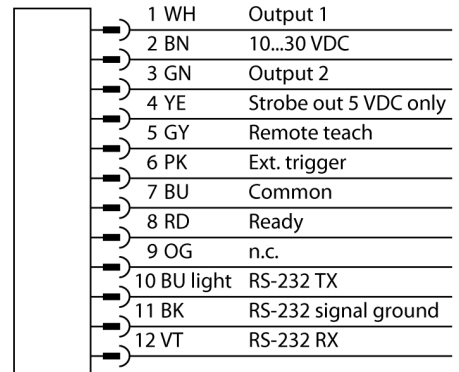 1 WH Output 1
2 BN 10...30 VDC
3 GN Output 2
4 YE Strobe out 5 VDC only
5 GY Remote teach
6 PK Ext. trigger
7 BU Common
8 RD Ready
9 OG n.c.
10 BU light RS-232 TX
11 BK RS-232 signal ground
12 VT RS-232 RX